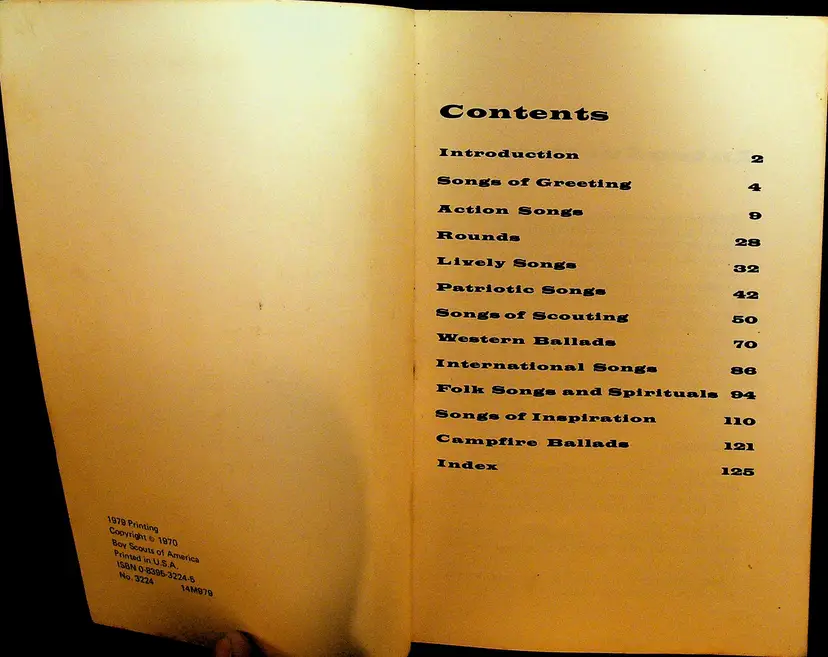 1979 Printing
Copyright © 1970
Boy Scouts of America
Printed in U.S.A.
ISBN 0-8395-3224-5
No. 3224 14M979
Contents
Introduction 2
Songs of Greeting 4
Action Songs 9
Rounds 28
Lively Songs 32
Patriotic Songs 42
Songs of Scouting 50
Western Ballads 70
International Songs 86
Folk Songs and Spirituals 94
Songs of Inspiration 110
Campfire Ballads 121
Index 125